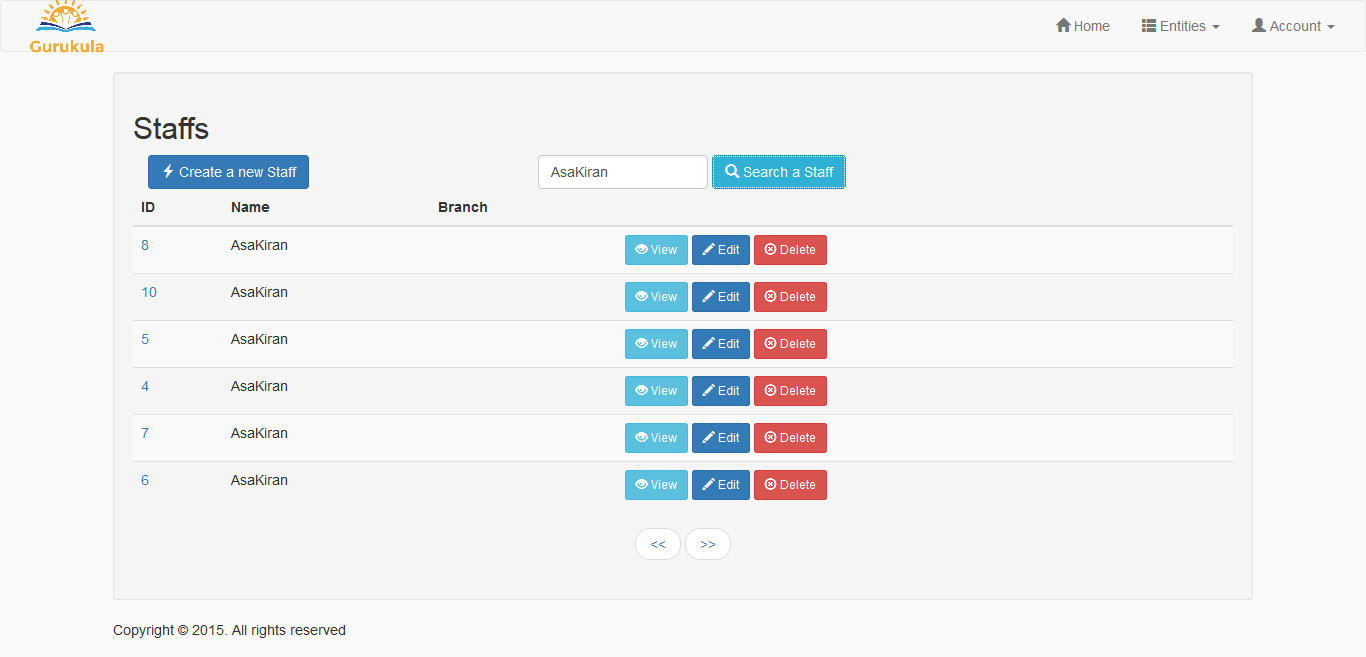 Gurukula
Home Entities Account
Staffs
Create a new Staff AsaKiran Search a Staff
ID Name Branch
8 AsaKiran View Edit Delete
10 AsaKiran View Edit Delete
5 AsaKiran View Edit Delete
4 AsaKiran View Edit Delete
7 AsaKiran View Edit Delete
6 AsaKiran View Edit Delete
<< >>
Copyright © 2015. All rights reserved